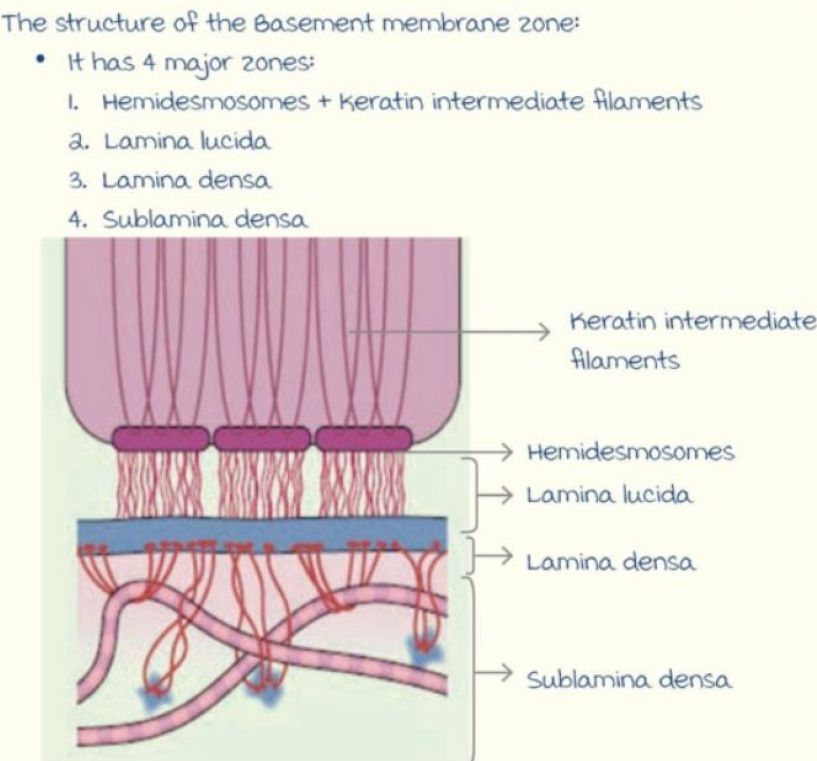 The structure of the Basement membrane zone:
• It has 4 major zones:
1. Hemidesmosomes + Keratin intermediate filaments
2. Lamina lucida
3. Lamina densa
4. Sublamina densa
Keratin intermediate
filaments
Hemidesmosomes
Lamina lucida
Lamina densa
Sublamina densa